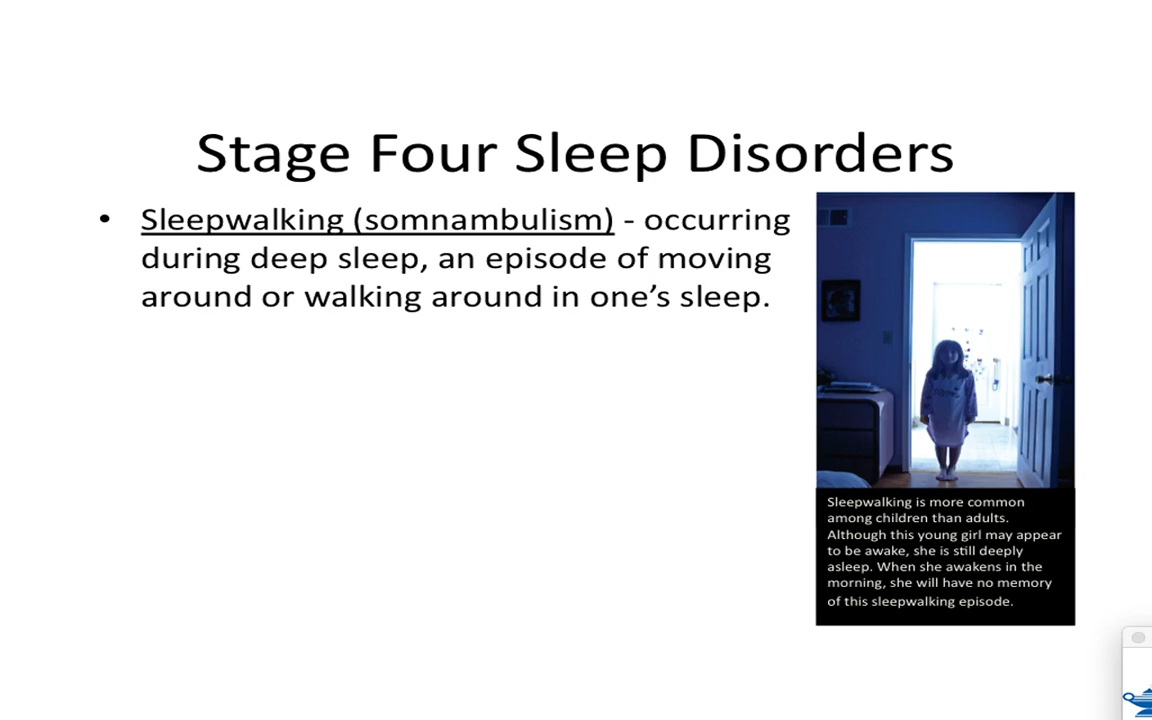 Stage Four Sleep Disorders
• Sleepwalking (somnambulism) - occurring
during deep sleep, an episode of moving
around or walking around in one’s sleep.
Sleepwalking is more common
among children than adults.
Although this young girl may appear
to be awake, she is still deeply
asleep. When she awakens in the
morning, she will have no memory
of this sleepwalking episode.